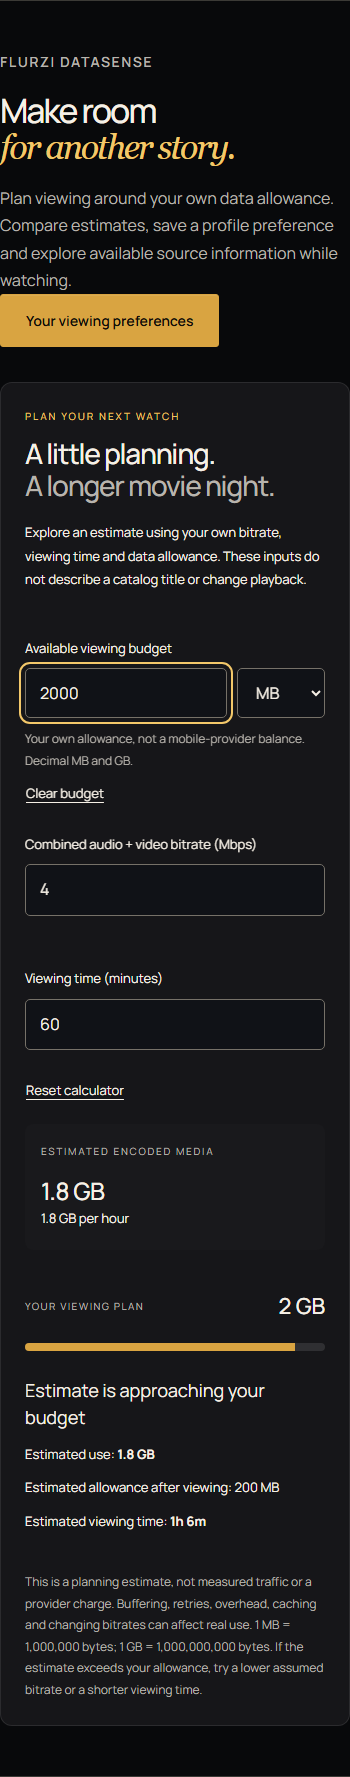 FLURZI DATASENSE
Make room
for another story.
Plan viewing around your own data allowance.
Compare estimates, save a profile preference
and explore available source information while
watching.
Your viewing preferences
PLAN YOUR NEXT WATCH
A little planning.
A longer movie night.
Explore an estimate using your own bitrate,
viewing time and data allowance. These inputs do
not describe a catalog title or change playback.
Available viewing budget
2000 MB
Your own allowance, not a mobile-provider balance.
Decimal MB and GB.
Clear budget
Combined audio + video bitrate (Mbps)
4
Viewing time (minutes)
60
Reset calculator
ESTIMATED ENCODED MEDIA
1.8 GB
1.8 GB per hour
YOUR VIEWING PLAN 2 GB
Estimate is approaching your
budget
Estimated use: 1.8 GB
Estimated allowance after viewing: 200 MB
Estimated viewing time: 1h 6m
This is a planning estimate, not measured traffic or a
provider charge. Buffering, retries, overhead, caching
and changing bitrates can affect real use. 1 MB =
1,000,000 bytes; 1 GB = 1,000,000,000 bytes. If the
estimate exceeds your allowance, try a lower assumed
bitrate or a shorter viewing time.